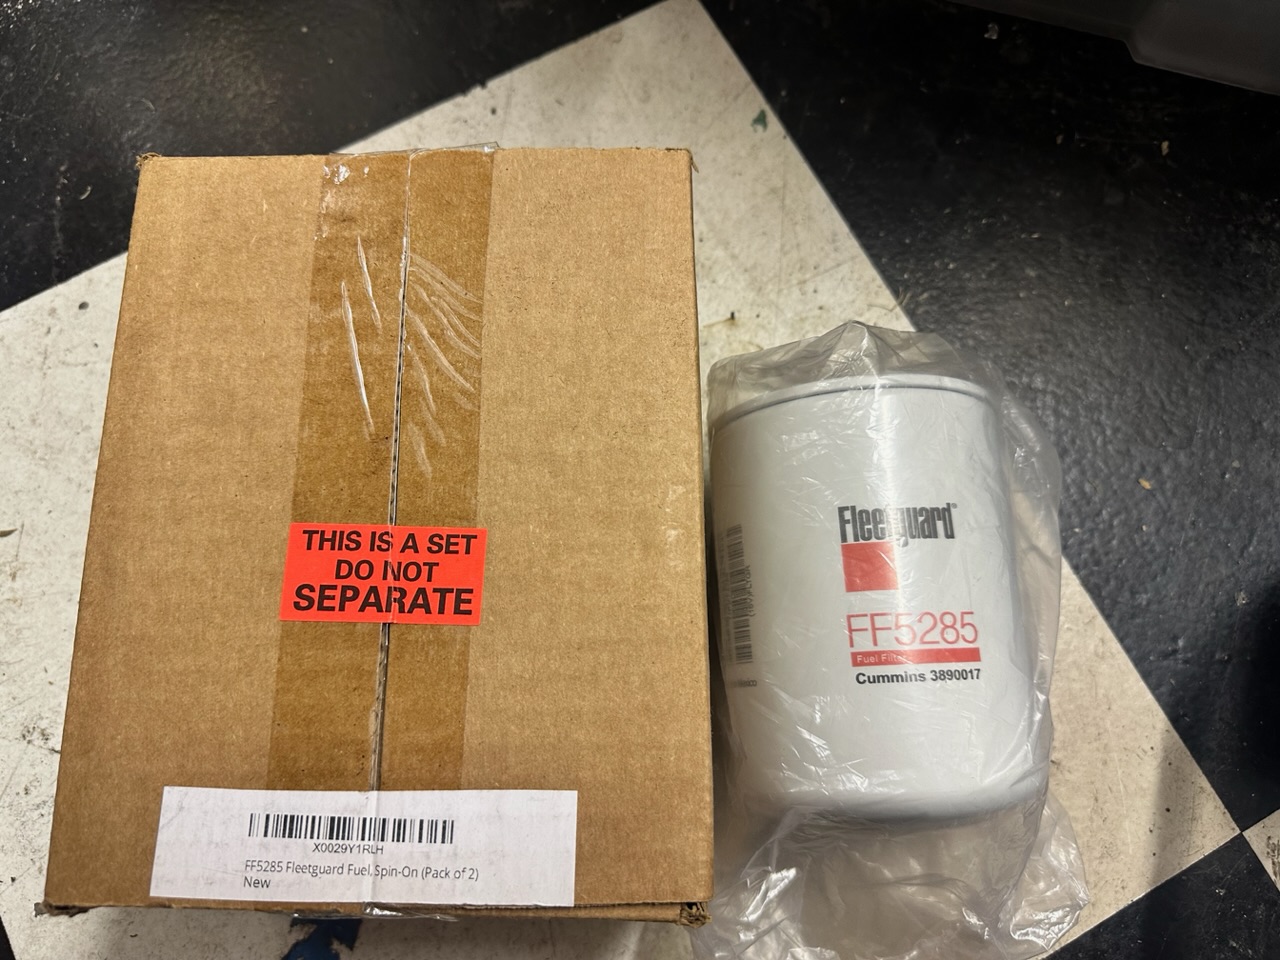 THIS IS A SET
DO NOT
SEPARATE
X0029Y1RLH
FF5285 Fleetguard Fuel, Spin-On (Pack of 2)
New
Fleetguard
FF5285
Fuel Filter
Cummins 3890017